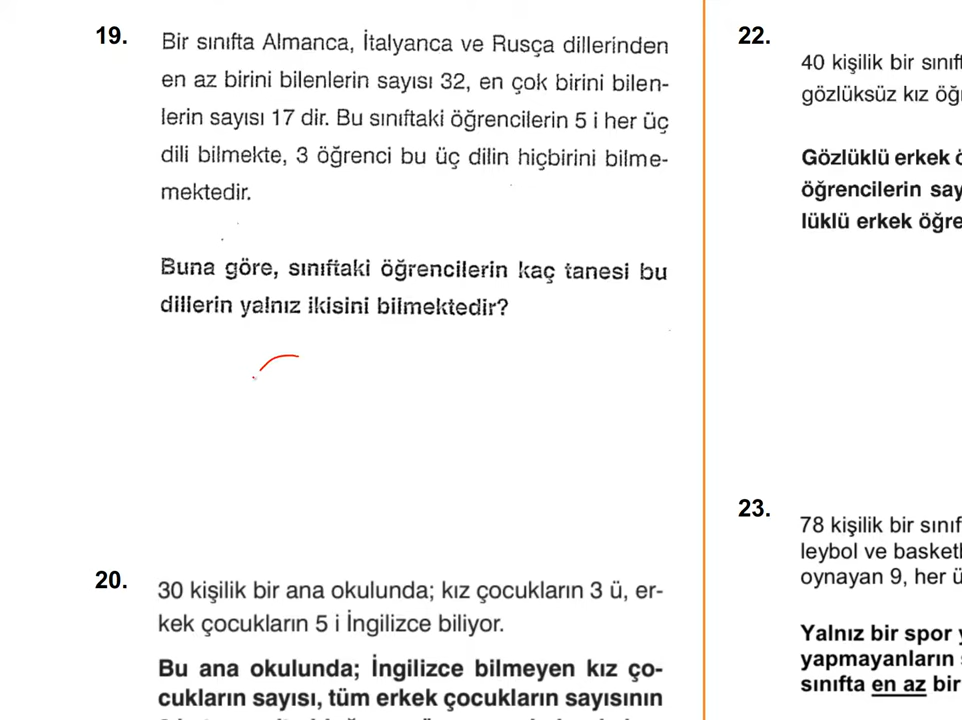 19.
Bir sınıfta Almanca, İtalyanca ve Rusça dillerinden
en az birini bilenlerin sayısı 32, en çok birini bilen-
lerin sayısı 17 dir. Bu sınıftaki öğrencilerin 5 i her üç
dili bilmekte, 3 öğrenci bu üç dilin hiçbirini bilme-
mektedir.
Buna göre, sınıftaki öğrencilerin kaç tanesi bu
dillerin yalnız ikisini bilmektedir?
20.
30 kişilik bir ana okulunda; kız çocukların 3 ü, er-
kek çocukların 5 i İngilizce biliyor.
Bu ana okulunda; İngilizce bilmeyen kız ço-
cukların sayısı, tüm erkek çocukların sayısının
22.
40 kişilik bir sınıf
gözlüksüz kız öğ
Gözlüklü erkek
öğrencilerin say
lüklü erkek öğre
23.
78 kişilik bir sınıf
leybol ve basket
oynayan 9, her ü
Yalnız bir spor
yapmayanların
sınıfta en az bir